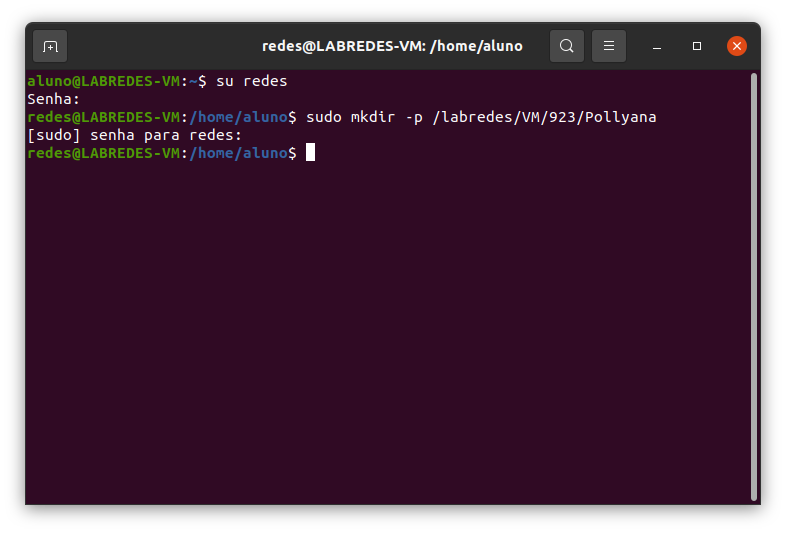 redes@LABREDES-VM: /home/aluno
aluno@LABREDES-VM:~$ su redes
Senha:
redes@LABREDES-VM:/home/aluno$ sudo mkdir -p /labredes/VM/923/Pollyana
[sudo] senha para redes:
redes@LABREDES-VM:/home/aluno$